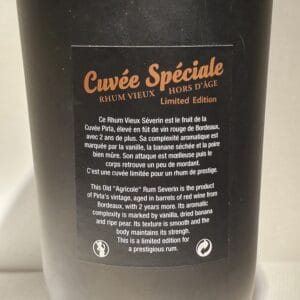 Cuvée Spéciale
RHUM VIEUX HORS D'ÂGE
Limited Edition
Ce Rhum Vieux Séverin est le fruit de la
Cuvée Pirla, élevé en fût de vin rouge de Bordeaux,
avec 2 ans de plus. Sa complexité aromatique est
marquée par la vanille, la banane séchée et la poire
bien mûre. Son attaque est moelleuse puis le
corps retrouve un peu de mordant.
C'est une cuvée limitée pour un rhum de prestige.
This Old "Agricole" Rum Severin is the product
of Pirla's vintage, aged in barrels of red wine from
Bordeaux, with 2 years more. Its aromatic
complexity is marked by vanilla, dried banana
and ripe pear. Its texture is smooth and the
body maintains its strengh.
This is a limited edition for
a prestigious rum.